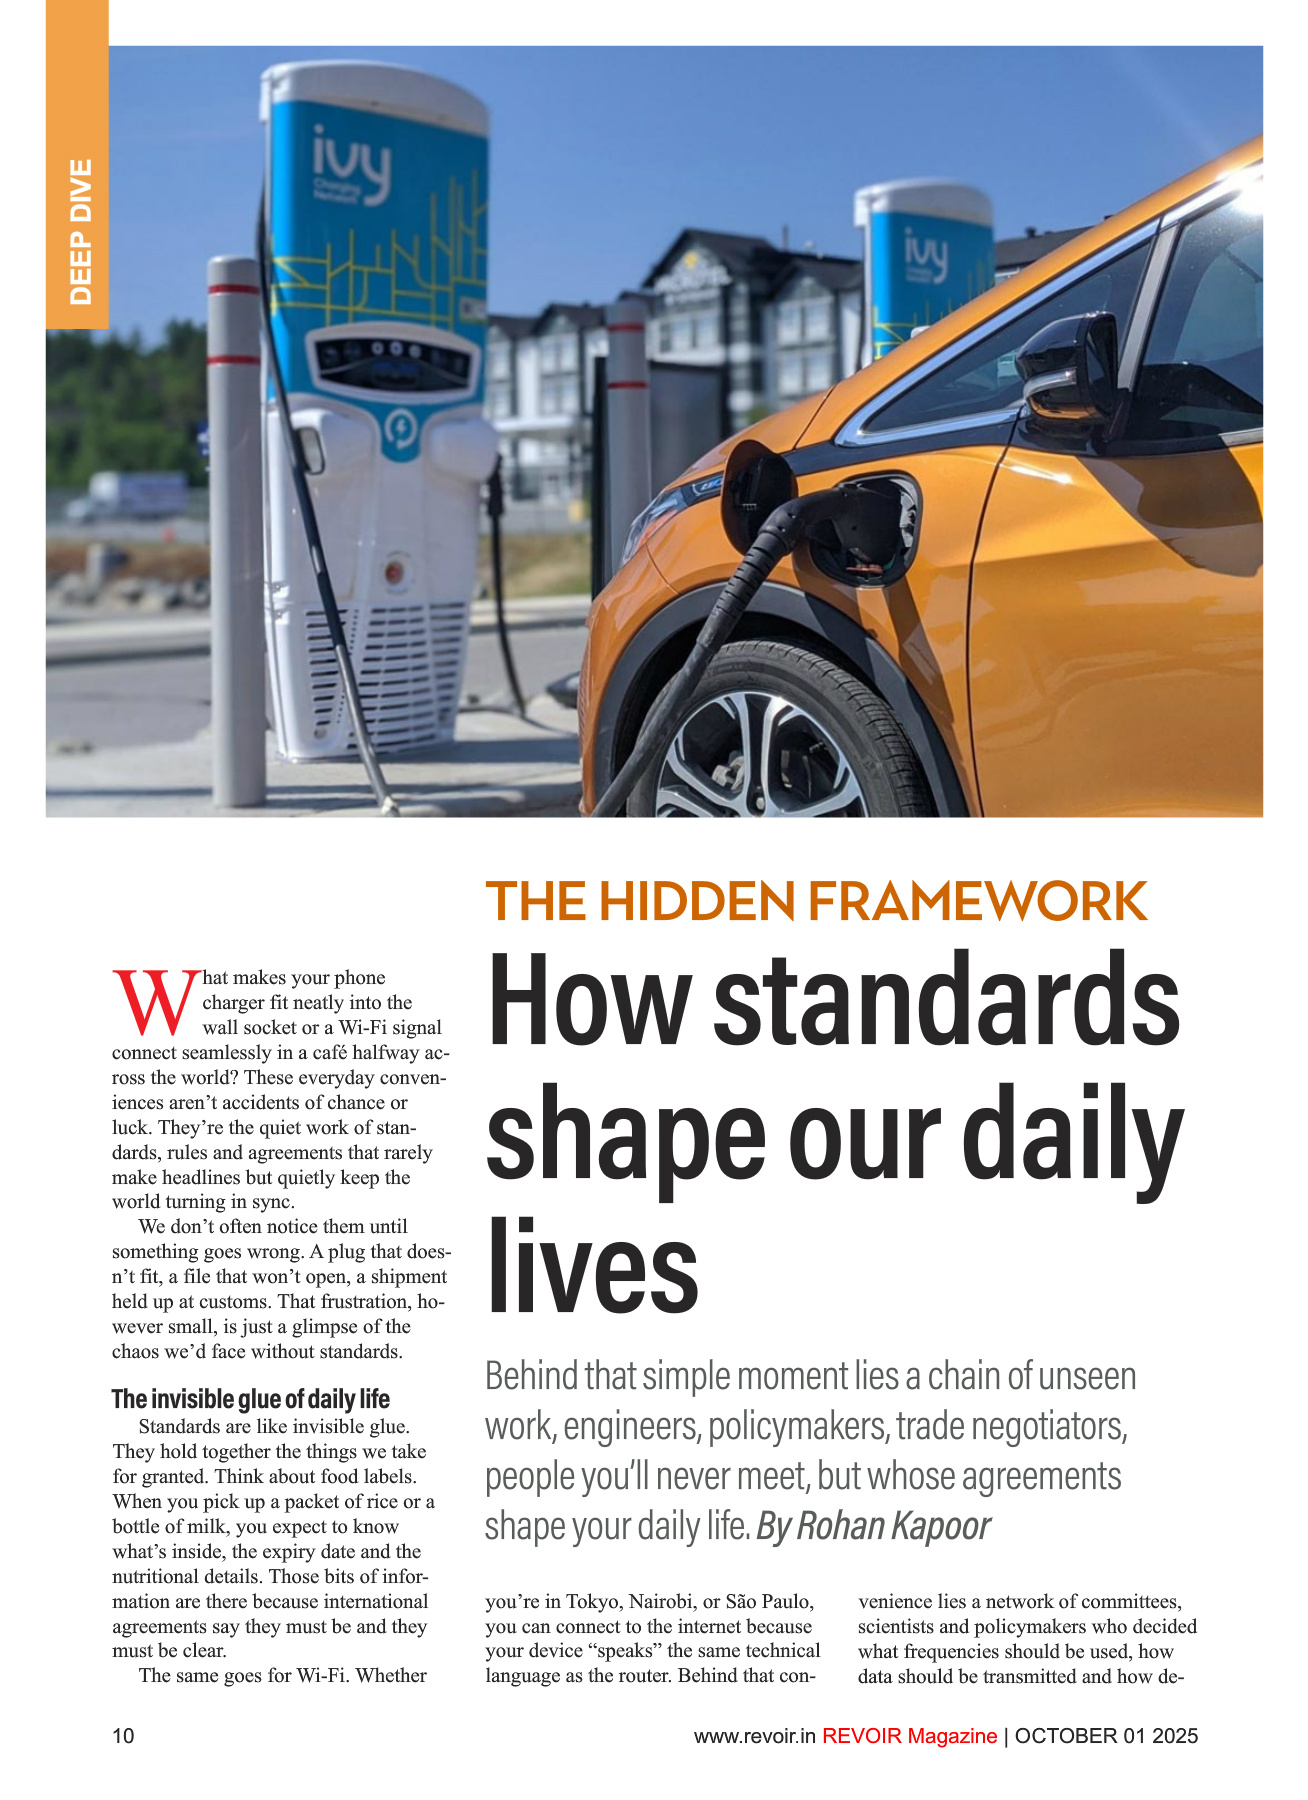 DEEP DIVE
ivy
Charging
Network
ivy
THE HIDDEN FRAMEWORK
How standards
shape our daily
lives
Behind that simple moment lies a chain of unseen
work, engineers, policymakers, trade negotiators,
people you’ll never meet, but whose agreements
shape your daily life. By Rohan Kapoor
What makes your phone
charger fit neatly into the
wall socket or a Wi-Fi signal
connect seamlessly in a café halfway ac-
ross the world? These everyday conven-
iences aren’t accidents of chance or
luck. They’re the quiet work of stan-
dards, rules and agreements that rarely
make headlines but quietly keep the
world turning in sync.
We don’t often notice them until
something goes wrong. A plug that does-
n’t fit, a file that won’t open, a shipment
held up at customs. That frustration, ho-
wever small, is just a glimpse of the
chaos we’d face without standards.
The invisible glue of daily life
Standards are like invisible glue.
They hold together the things we take
for granted. Think about food labels.
When you pick up a packet of rice or a
bottle of milk, you expect to know
what’s inside, the expiry date and the
nutritional details. Those bits of infor-
mation are there because international
agreements say they must be and they
must be clear.
The same goes for Wi-Fi. Whether
you’re in Tokyo, Nairobi, or São Paulo,
you can connect to the internet because
your device “speaks” the same technical
language as the router. Behind that con-
venience lies a network of committees,
scientists and policymakers who decided
what frequencies should be used, how
data should be transmitted and how de-
10
www.revoir.in REVOIR Magazine | OCTOBER 01 2025